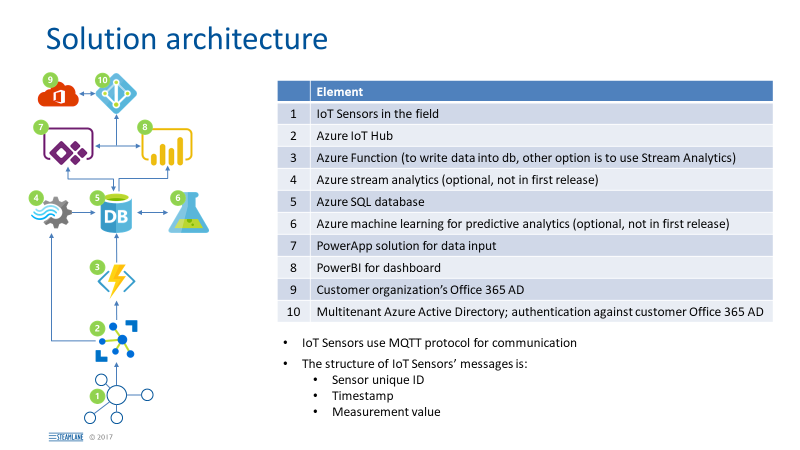 Solution architecture
9
10
7
8
4
5
DB
6
3
2
1
Element
1 IoT Sensors in the field
2 Azure IoT Hub
3 Azure Function (to write data into db, other option is to use Stream Analytics)
4 Azure stream analytics (optional, not in first release)
5 Azure SQL database
6 Azure machine learning for predictive analytics (optional, not in first release)
7 PowerApp solution for data input
8 PowerBI for dashboard
9 Customer organization's Office 365 AD
10 Multitenant Azure Active Directory; authentication against customer Office 365 AD
• IoT Sensors use MQTT protocol for communication
• The structure of IoT Sensors' messages is:
• Sensor unique ID
• Timestamp
• Measurement value
STEAMLANE © 2017